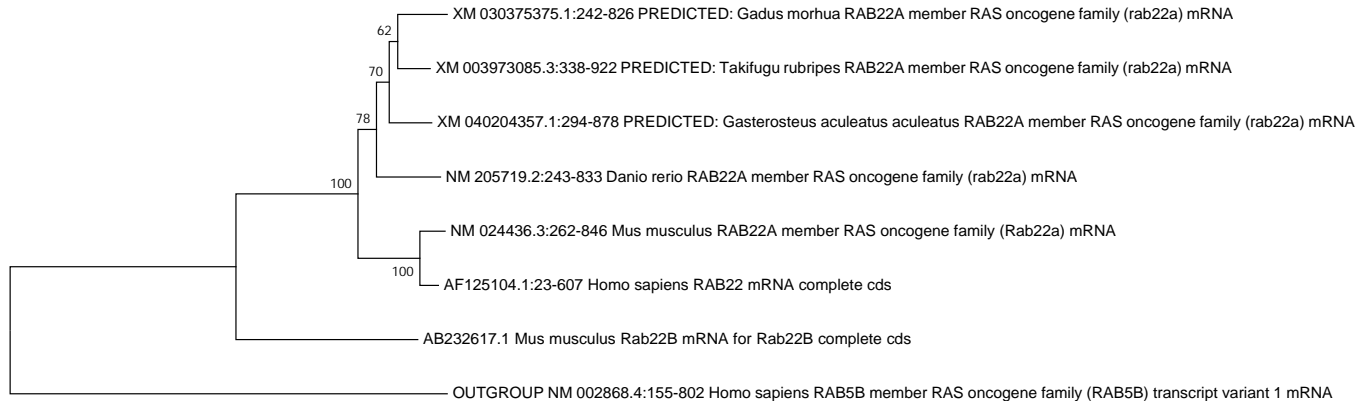 XM 030375375.1:242-826 PREDICTED: Gadus morhua RAB22A member RAS oncogene family (rab22a) mRNA
62
XM 003973085.3:338-922 PREDICTED: Takifugu rubripes RAB22A member RAS oncogene family (rab22a) mRNA
70
XM 040204357.1:294-878 PREDICTED: Gasterosteus aculeatus aculeatus RAB22A member RAS oncogene family (rab22a) mRNA
78
NM 205719.2:243-833 Danio rerio RAB22A member RAS oncogene family (rab22a) mRNA
100
NM 024436.3:262-846 Mus musculus RAB22A member RAS oncogene family (Rab22a) mRNA
100
AF125104.1:23-607 Homo sapiens RAB22 mRNA complete cds
AB232617.1 Mus musculus Rab22B mRNA for Rab22B complete cds
OUTGROUP NM 002868.4:155-802 Homo sapiens RAB5B member RAS oncogene family (RAB5B) transcript variant 1 mRNA